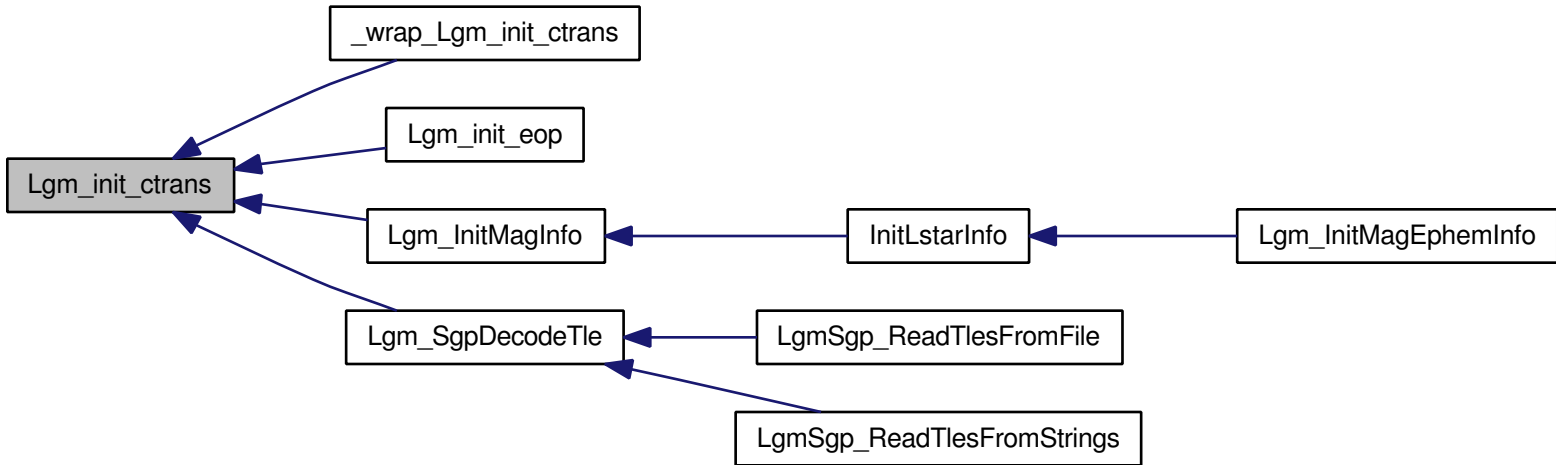 _wrap_Lgm_init_ctrans
Lgm_init_eop
Lgm_init_ctrans
Lgm_InitMagInfo
InitLstarInfo
Lgm_InitMagEphemInfo
Lgm_SgpDecodeTle
LgmSgp_ReadTlesFromFile
LgmSgp_ReadTlesFromStrings